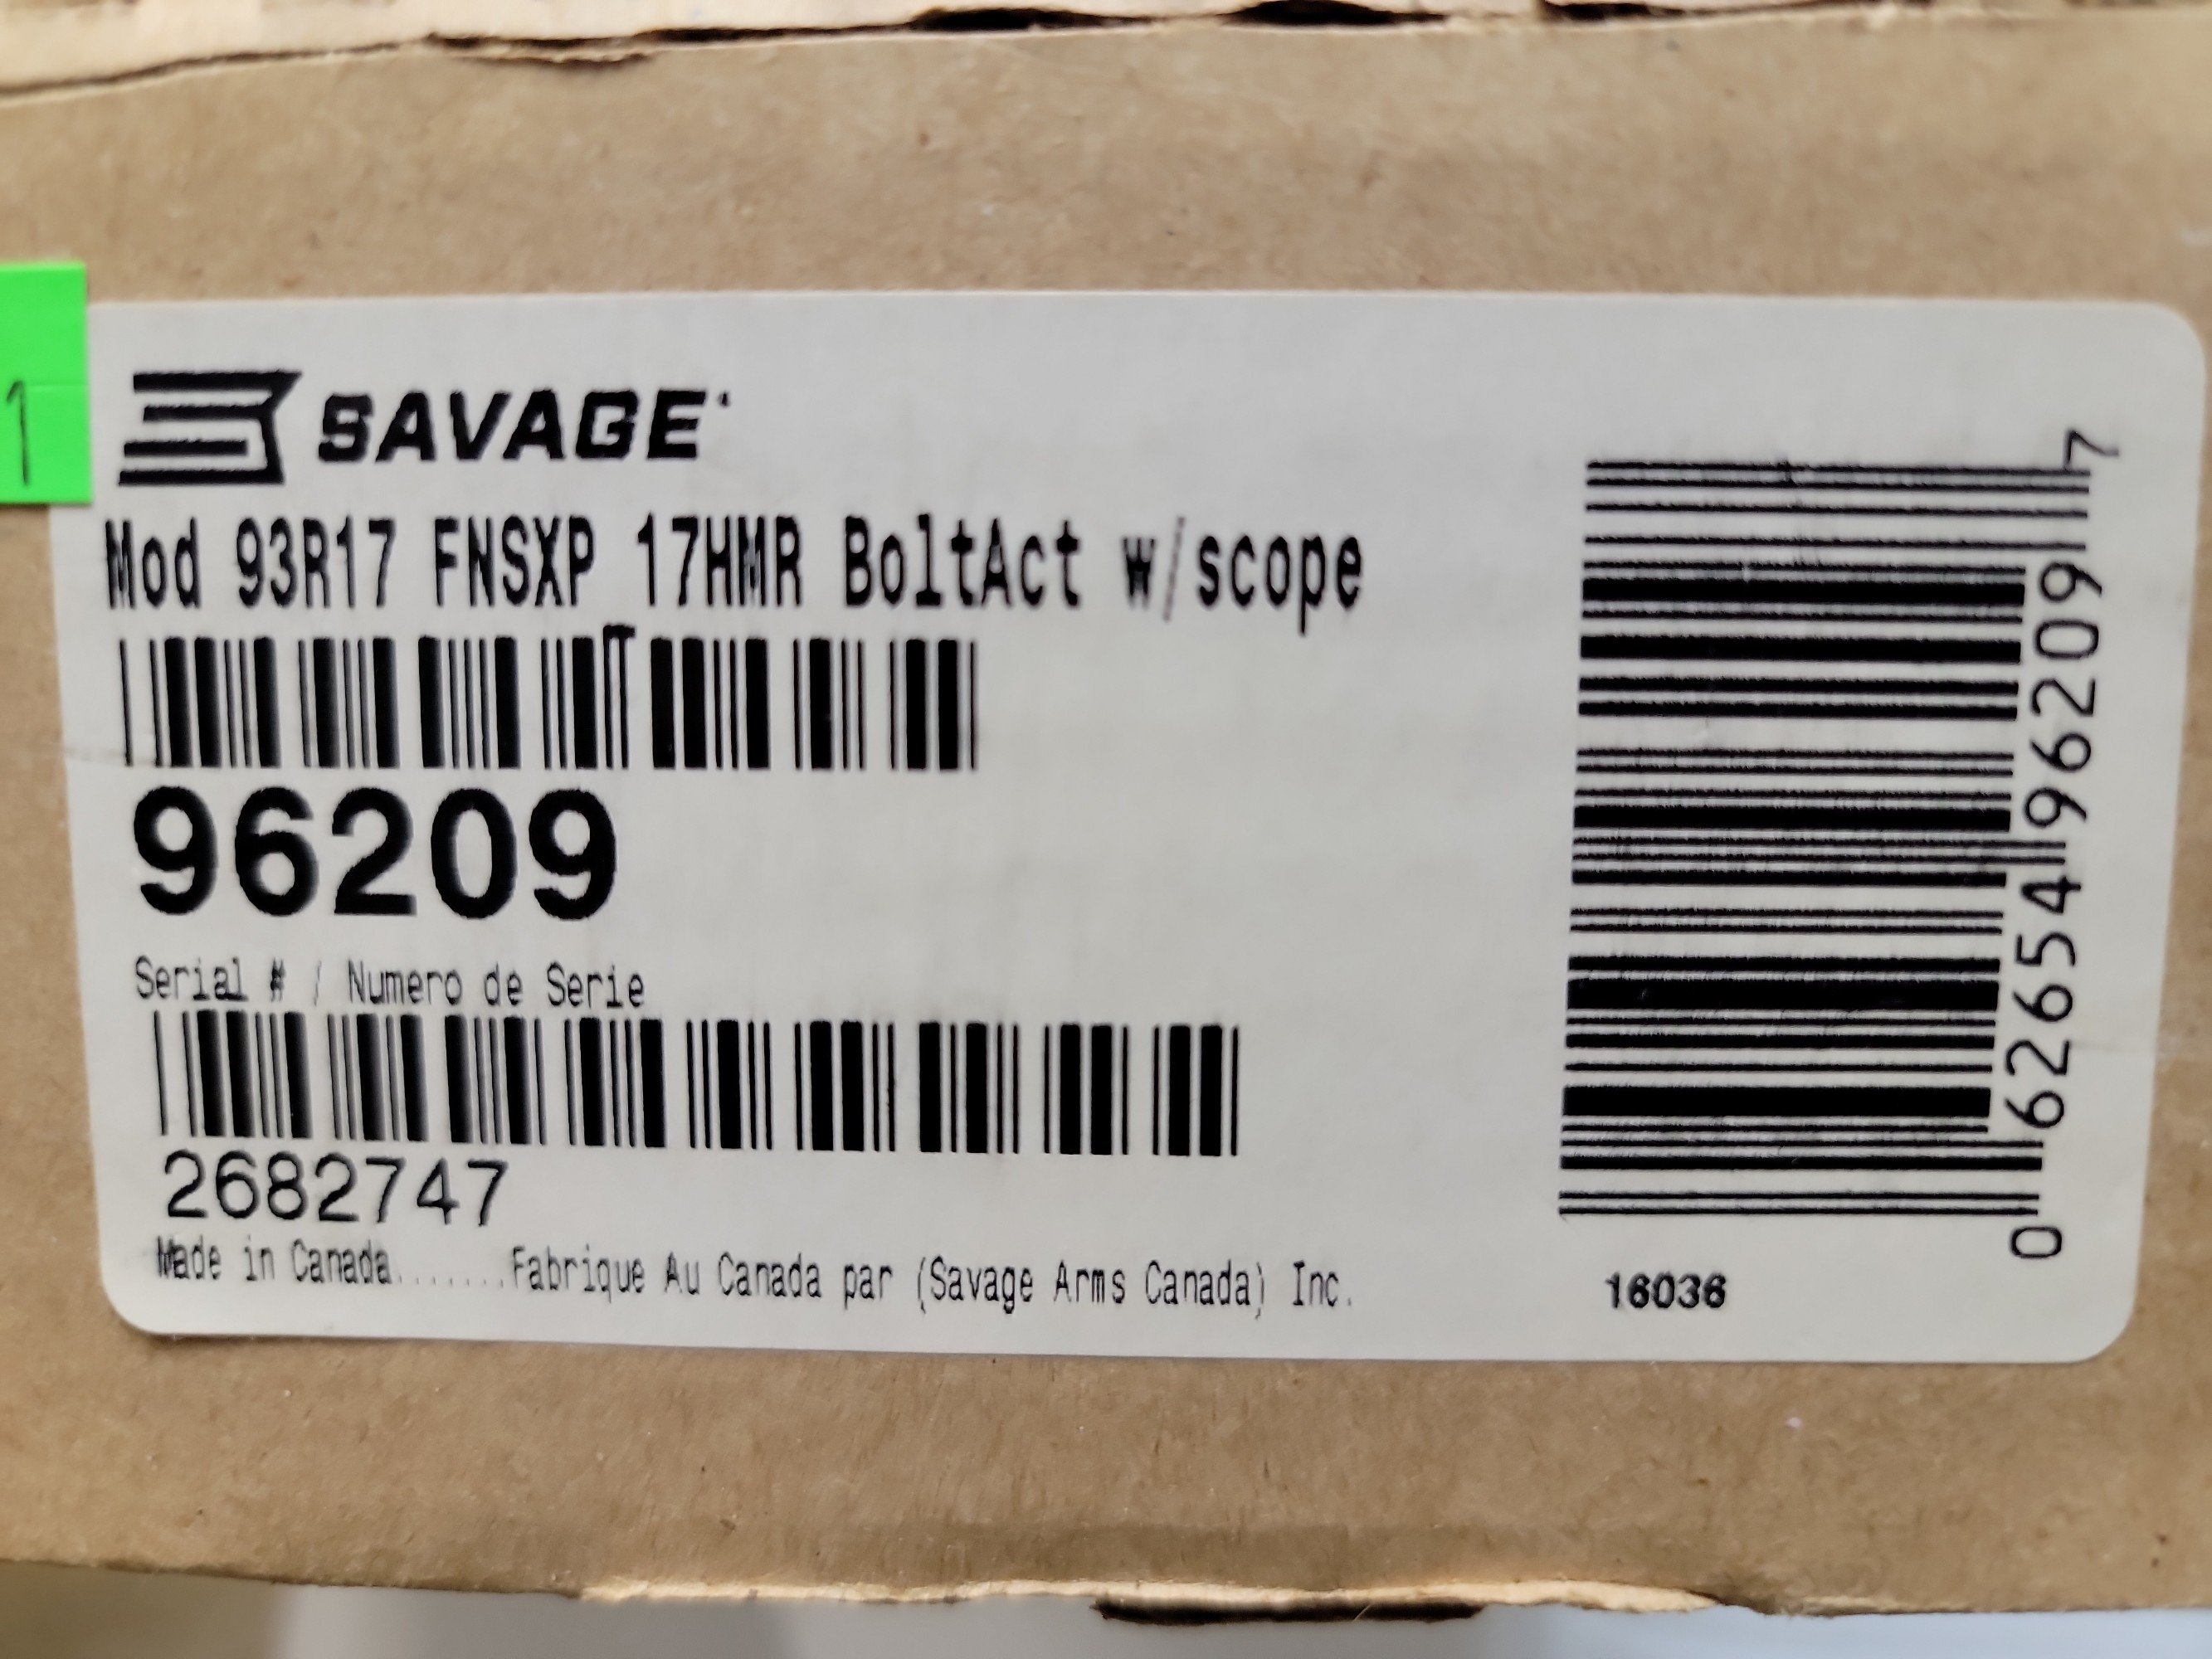 1
SAVAGE
Mod 93R17 FNSXP 17HMR BoltAct w/scope
96209
Serial # / Numero de Serie
2682747
Made in Canada.......Fabrique Au Canada par (Savage Arms Canada) Inc.
0 62654 96209 7
16036